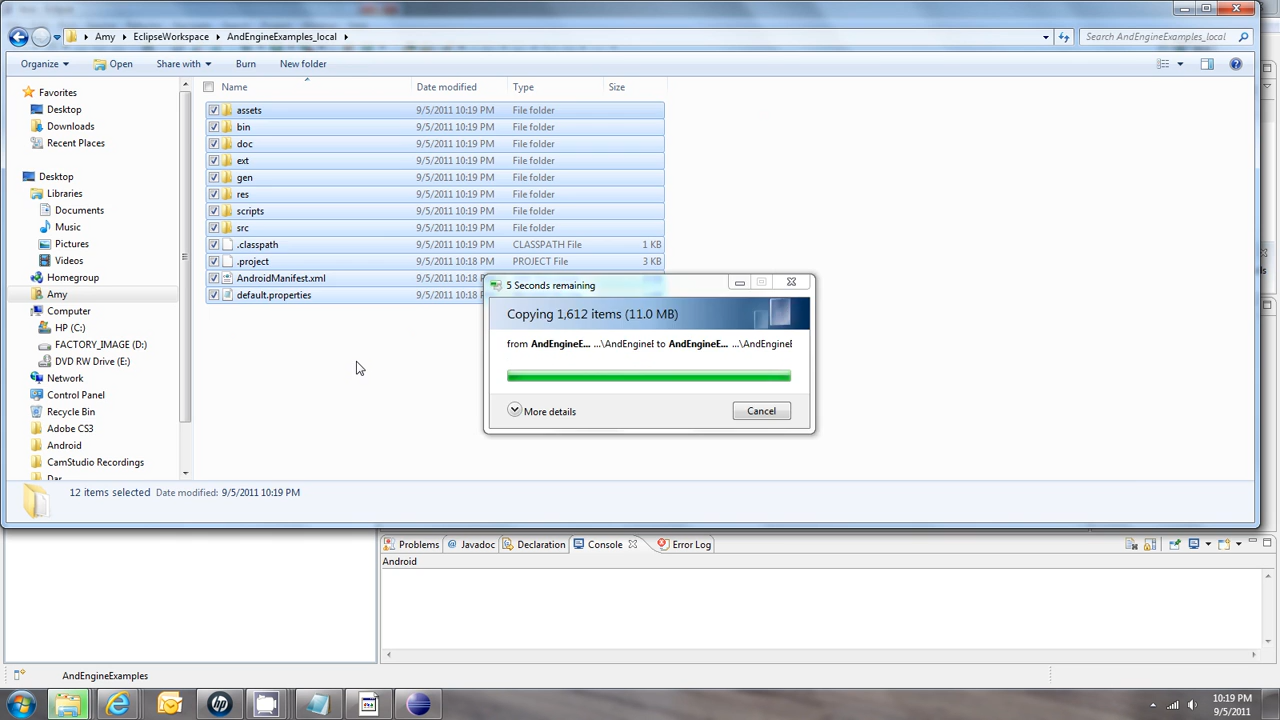 Amy EclipseWorkspace AndEngineExamples_local Search AndEngineExamples_local
Organize Open Share with Burn New folder
Name Date modified Type Size
Favorites
Desktop
Downloads
Recent Places
Desktop
Libraries
Documents
Music
Pictures
Videos
Homegroup
Amy
Computer
HP (C:)
FACTORY_IMAGE (D:)
DVD RW Drive (E:)
Network
Control Panel
Recycle Bin
Adobe CS3
Android
CamStudio Recordings
assets 9/5/2011 10:19 PM File folder
bin 9/5/2011 10:19 PM File folder
doc 9/5/2011 10:19 PM File folder
ext 9/5/2011 10:19 PM File folder
gen 9/5/2011 10:19 PM File folder
res 9/5/2011 10:19 PM File folder
scripts 9/5/2011 10:19 PM File folder
src 9/5/2011 10:19 PM File folder
.classpath 9/5/2011 10:19 PM CLASSPATH File 1 KB
.project 9/5/2011 10:18 PM PROJECT File 3 KB
AndroidManifest.xml 9/5/2011 10:18 PM
default.properties 9/5/2011 10:18 P
5 Seconds remaining
Copying 1,612 items (11.0 MB)
from AndEngineE... ...\AndEngineE to AndEngineE... ...\AndEngineE
More details Cancel
12 items selected Date modified: 9/5/2011 10:19 PM
Problems Javadoc Declaration Console Error Log
Android
AndEngineExamples
10:19 PM
9/5/2011